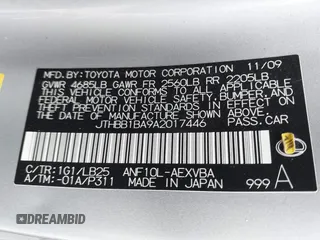 MFD. BY: TOYOTA MOTOR CORPORATION 11/09
GVWR 4685LB GAWR FR 2560LB RR 2205LB
THIS VEHICLE CONFORMS TO ALL APPLICABLE
FEDERAL MOTOR VEHICLE SAFETY, BUMPER, AND
THEFT PREVENTION STANDARDS IN EFFECT ON THE DATE
OF MANUFACTURE SHOWN ABOVE.
JTHBB1BA9A2017446 PASS.CAR
C/TR: 1G1/LB25 ANF10L-AEXVBA
A/TM: -01A/P311 MADE IN JAPAN 999 A
DREAMBID